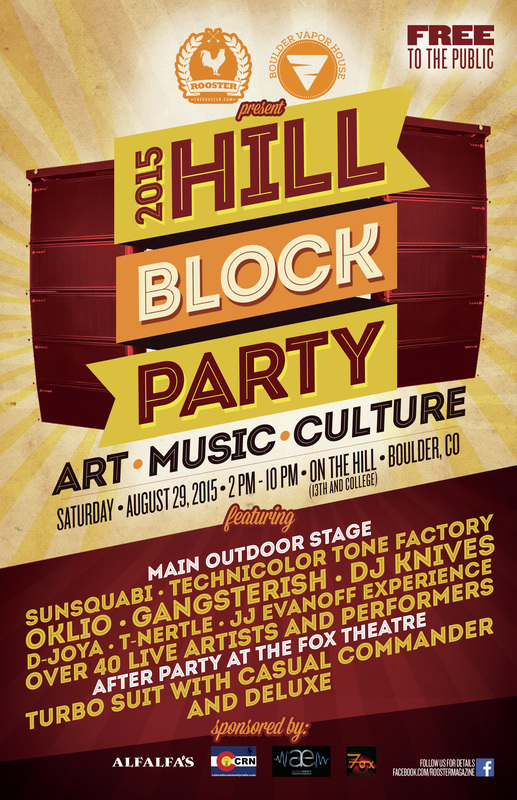 FREE
TO THE PUBLIC
ROOSTER
THEROOSTER.COM
BOULDER VAPOR HOUSE
present
2015
HILL
BLOCK
PARTY
ART • MUSIC • CULTURE
SATURDAY • AUGUST 29, 2015 • 2 PM - 10 PM • ON THE HILL • BOULDER, CO
(13TH AND COLLEGE)
featuring
MAIN OUTDOOR STAGE
SUNSQUABI • TECHNICOLOR TONE FACTORY
OKLIO • GANGSTERISH • DJ KNIVES
D-JOYA • T-NERTLE • JJ EVANOFF EXPERIENCE
OVER 40 LIVE ARTISTS AND PERFORMERS
AFTER PARTY AT THE FOX THEATRE
TURBO SUIT WITH CASUAL COMMANDER
AND DELUXE
sponsored by:
ALFALFA'S
CRN
ae
Fox
FOLLOW US FOR DETAILS
FACEBOOK.COM/ROOSTERMAGAZINE
f